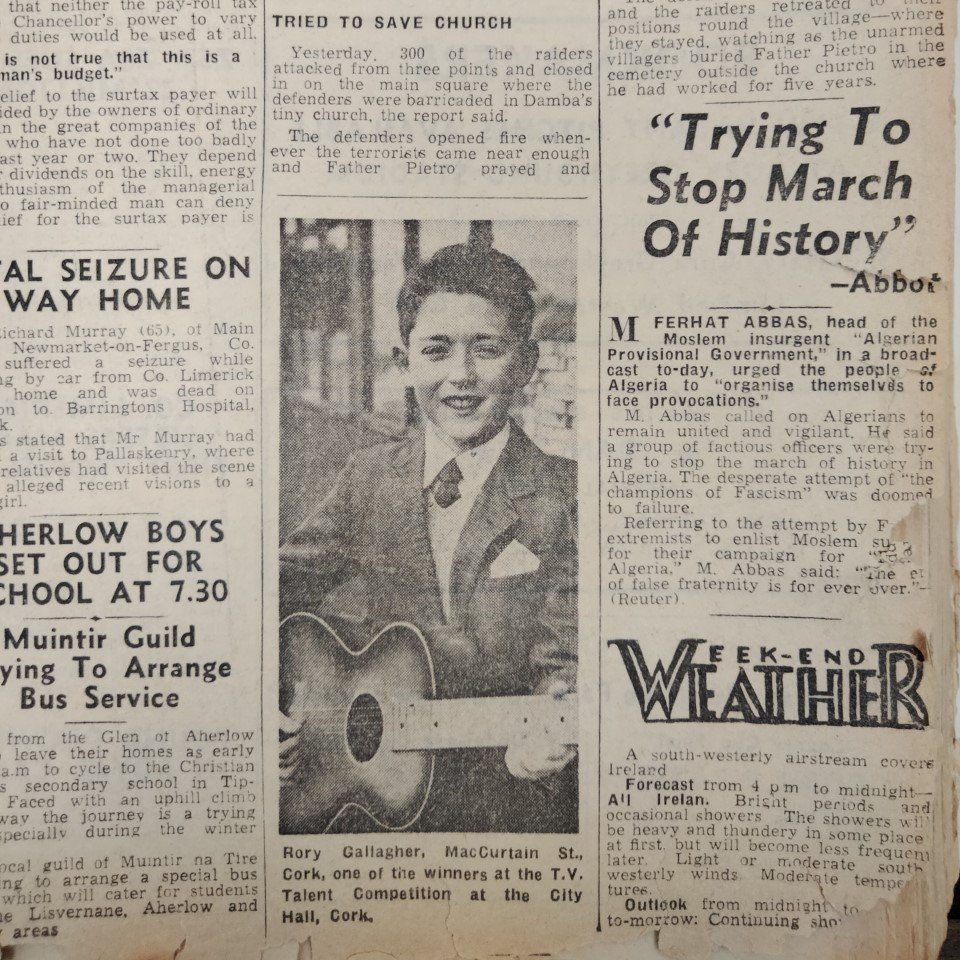 that neither the pay-roll tax
Chancellor's power to vary
duties would be used at all.
is not true that this is a
man's budget."
elief to the surtax payer will
ided by the owners of ordinary
in the great companies of the
who have not done too badly
ast year or two. They depend
dividends on the skill, energy
thusiasm of the managerial
o fair-minded man can deny
ief for the surtax payer is
TAL SEIZURE ON
WAY HOME
ichard Murray (65), of Main
Newmarket-on-Fergus, Co.
suffered a seizure while
ng by car from Co. Limerick
home and was dead on
on to Barringtons Hospital,
k.
s stated that Mr Murray had
a visit to Pallaskenry, where
relatives had visited the scene
alleged recent visions to a
girl.
HERLOW BOYS
SET OUT FOR
CHOOL AT 7.30
Muintir Guild
ying To Arrange
Bus Service
from the Glen of Aherlow
leave their homes as early
a.m to cycle to the Christian
s secondary school in Tip-
Faced with an uphill climb
way the journey is a trying
specially during the winter
ocal guild of Muintir na Tire
ng to arrange a special bus
which will cater for students
e Lisvernane, Aherlow and
areas
TRIED TO SAVE CHURCH
Yesterday, 300 of the raiders
attacked from three points and closed
in on the main square where the
defenders were barricaded in Damba's
tiny church, the report said.
The defenders opened fire when-
ever the terrorists came near enough
and Father Pietro prayed and
Rory Gallagher, MacCurtain St.,
Cork, one of the winners at the T.V.
Talent Competition at the City
Hall, Cork.
and the raiders retreated to
positions round the village—where
they stayed, watching as the unarmed
villagers buried Father Pietro in the
cemetery outside the church where
he had worked for five years.
"Trying To
Stop March
Of History"
—Abbot
M FERHAT ABBAS, head of the
Moslem insurgent "Algerian
Provisional Government," in a broad-
cast to-day, urged the people of
Algeria to "organise themselves to
face provocations."
M. Abbas called on Algerians to
remain united and vigilant. He said
a group of factious officers were try-
ing to stop the march of history in
Algeria. The desperate attempt of "the
champions of Fascism" was doomed
to failure.
Referring to the attempt by F
extremists to enlist Moslem su
for their campaign for
Algeria," M. Abbas said: "The e
of false fraternity is for ever over."—
(Reuter).
WEEK-END
WEATHER
A south-westerly airstream covers
Ireland
Forecast from 4 p m to midnight—
All Irelan. Bright periods and
occasional showers The showers will
be heavy and thundery in some place
at first, but will become less frequent
later. Light or moderate south
westerly winds. Moderate temper
tures.
Outlook from midnight to
to-morrow: Continuing sho